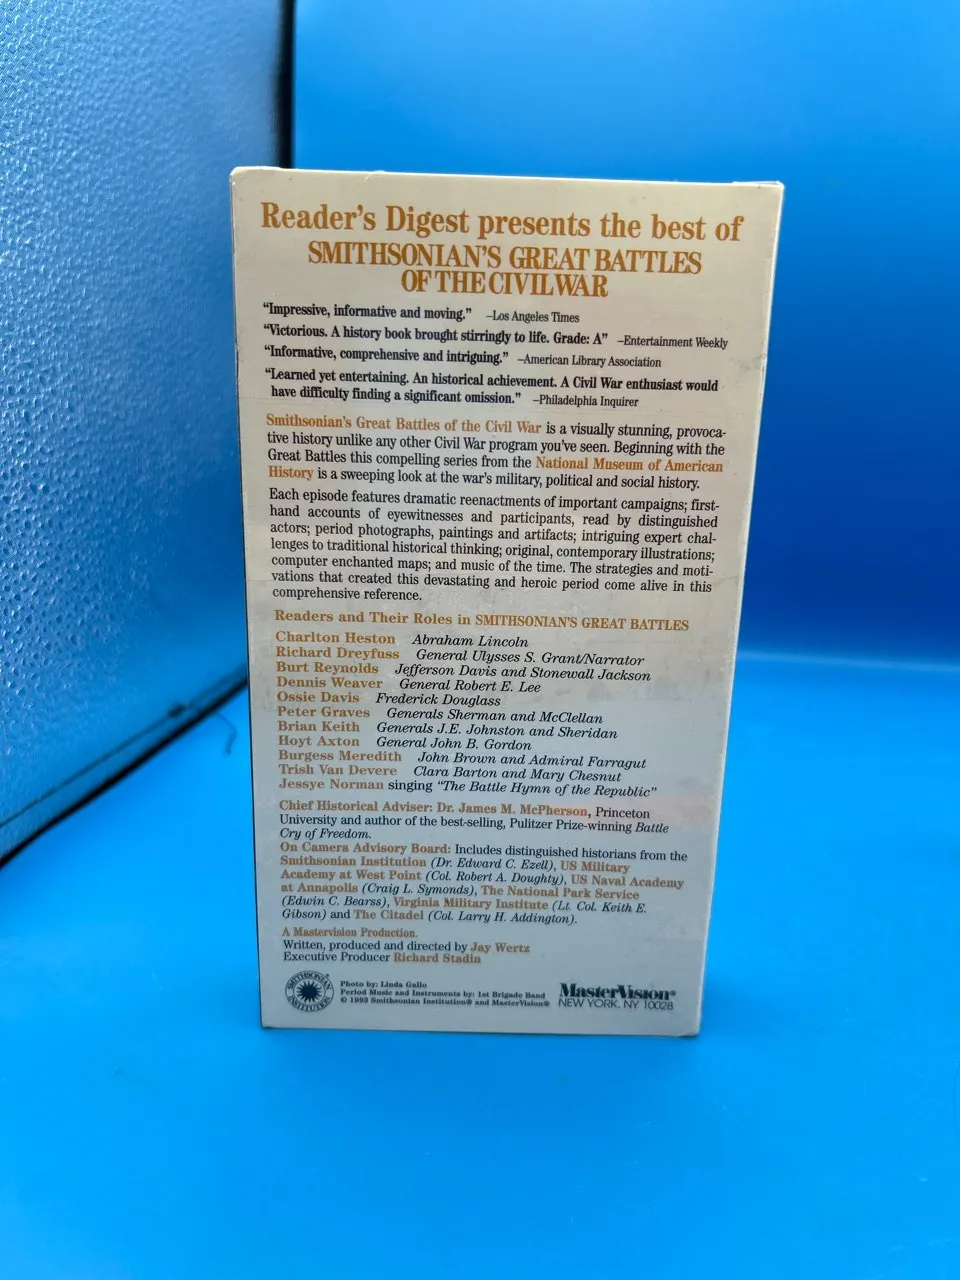 Reader's Digest presents the best of
SMITHSONIAN'S GREAT BATTLES
OF THE CIVIL WAR
“Impressive, informative and moving.” –Los Angeles Times
“Victorious. A history book brought stirringly to life. Grade: A” –Entertainment Weekly
“Informative, comprehensive and intriguing.” –American Library Association
“Learned yet entertaining. An historical achievement. A Civil War enthusiast would
have difficulty finding a significant omission.” –Philadelphia Inquirer
Smithsonian's Great Battles of the Civil War is a visually stunning, provoca-
tive history unlike any other Civil War program you've seen. Beginning with the
Great Battles this compelling series from the National Museum of American
History is a sweeping look at the war's military, political and social history.
Each episode features dramatic reenactments of important campaigns; first-
hand accounts of eyewitnesses and participants, read by distinguished
actors; period photographs, paintings and artifacts; intriguing expert chal-
lenges to traditional historical thinking; original, contemporary illustrations;
computer enchanted maps; and music of the time. The strategies and moti-
vations that created this devastating and heroic period come alive in this
comprehensive reference.
Readers and Their Roles in SMITHSONIAN'S GREAT BATTLES
Charlton Heston Abraham Lincoln
Richard Dreyfuss General Ulysses S. Grant/Narrator
Burt Reynolds Jefferson Davis and Stonewall Jackson
Dennis Weaver General Robert E. Lee
Ossie Davis Frederick Douglass
Peter Graves Generals Sherman and McClellan
Brian Keith Generals J.E. Johnston and Sheridan
Hoyt Axton General John B. Gordon
Burgess Meredith John Brown and Admiral Farragut
Trish Van Devere Clara Barton and Mary Chesnut
Jessye Norman singing “The Battle Hymn of the Republic”
Chief Historical Adviser: Dr. James M. McPherson, Princeton
University and author of the best-selling, Pulitzer Prize-winning Battle
Cry of Freedom.
On Camera Advisory Board: Includes distinguished historians from the
Smithsonian Institution (Dr. Edward C. Ezell), US Military
Academy at West Point (Col. Robert A. Doughty), US Naval Academy
at Annapolis (Craig L. Symonds), The National Park Service
(Edwin C. Bearss), Virginia Military Institute (Lt. Col. Keith E.
Gibson) and The Citadel (Col. Larry H. Addington).
A Mastervision Production.
Written, produced and directed by Jay Wertz
Executive Producer Richard Stadin
SMITHSONIAN INSTITUTION
Photo by: Linda Gallo
Period Music and Instruments by: 1st Brigade Band
© 1993 Smithsonian Institution® and MasterVision®
MasterVision®
NEW YORK, NY 10028